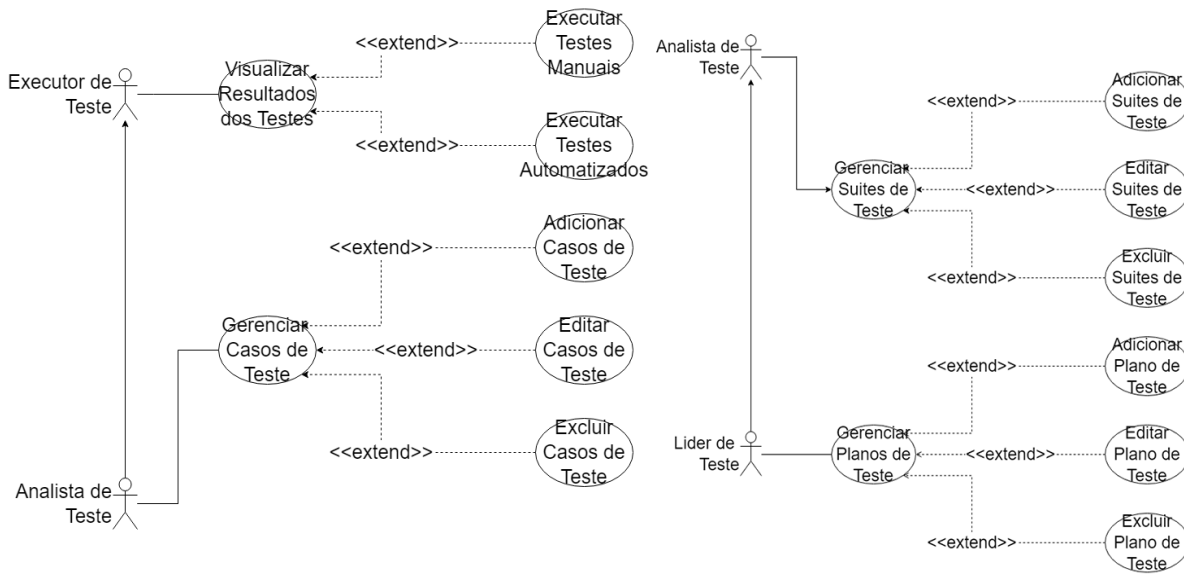 Executor de
Teste
Visualizar
Resultados
dos Testes
<<extend>>
Executar
Testes
Manuais
<<extend>>
Executar
Testes
Automatizados
Analista de
Teste
Gerenciar
Casos de
Teste
<<extend>>
Adicionar
Casos de
Teste
<<extend>>
Editar
Casos de
Teste
<<extend>>
Excluir
Casos de
Teste
Analista de
Teste
Gerenciar
Suites de
Teste
<<extend>>
Adicionar
Suites de
Teste
<<extend>>
Editar
Suites de
Teste
<<extend>>
Excluir
Suites de
Teste
Lider de
Teste
Gerenciar
Planos de
Teste
<<extend>>
Adicionar
Plano de
Teste
<<extend>>
Editar
Plano de
Teste
<<extend>>
Excluir
Plano de
Teste